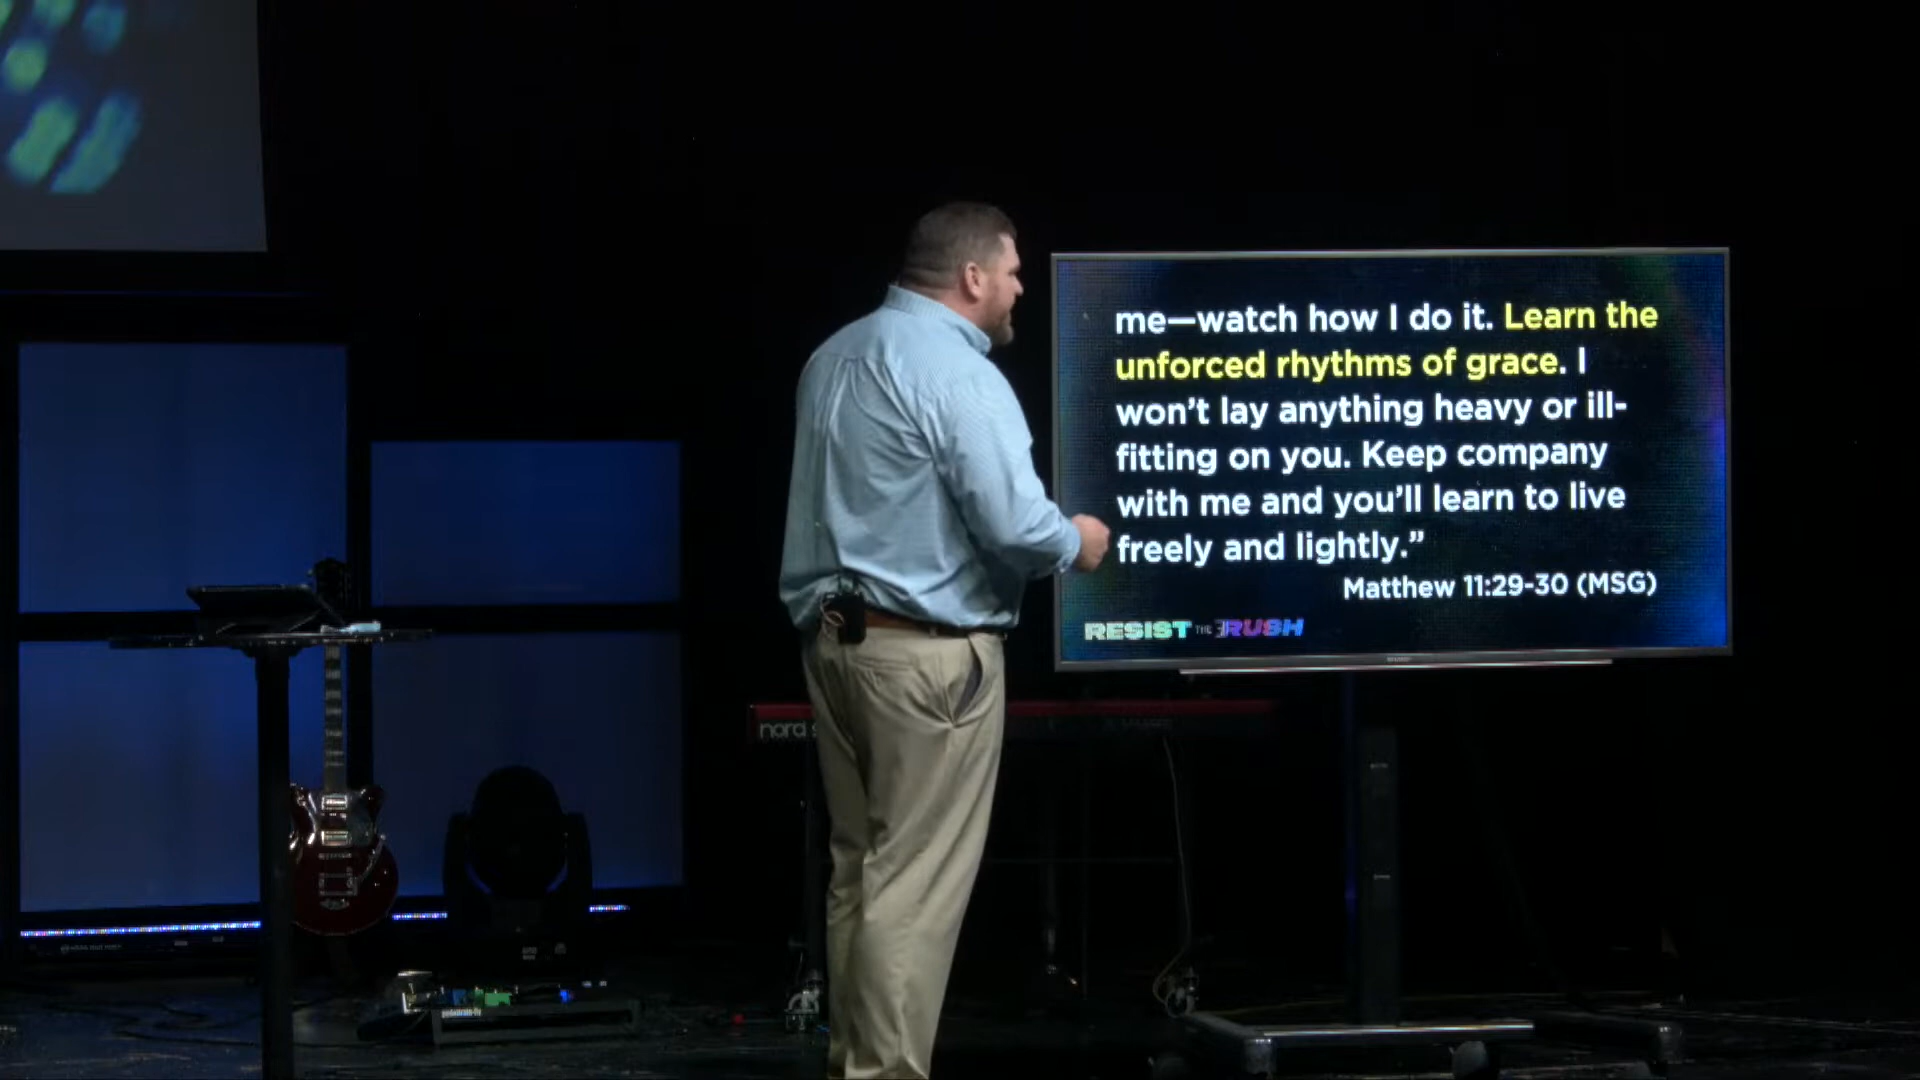 me—watch how I do it. Learn the
unforced rhythms of grace. I
won't lay anything heavy or ill-
fitting on you. Keep company
with me and you'll learn to live
freely and lightly.”
Matthew 11:29-30 (MSG)
RESIST THE RUSH
nord